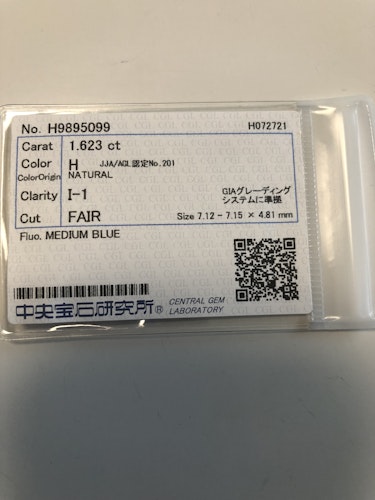 No. H9895099 H072721
Carat 1.623 ct
Color H JJA/AGL認定No.201
ColorOrigin NATURAL
Clarity I-1 GIAグレーディング
システムに準拠
Cut FAIR Size 7.12 - 7.15 × 4.81 mm
Fluo. MEDIUM BLUE
中央宝石研究所® CENTRAL GEM
LABORATORY